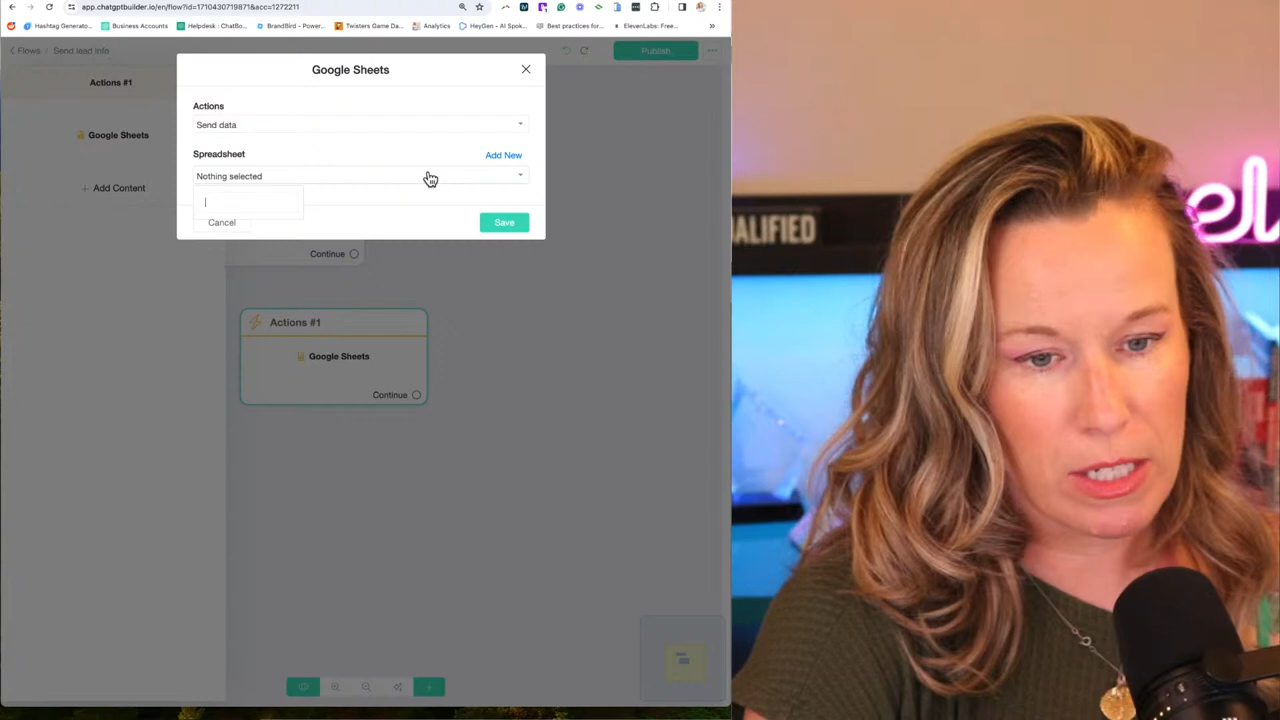 app.chatgptbuilder.io/en/flow?id=1710430719871&acc=1272211
Hashtag Generato...
Business Accounts
Helpdesk : ChatBo...
BrandBird - Power...
Twisters Game Da...
Analytics
HeyGen - AI Spok...
Best practices for...
ElevenLabs: Free...
Flows
Send lead info
Publish
Actions #1
Google Sheets
Add Content
Google Sheets
Actions
Send data
Spreadsheet
Add New
Nothing selected
Cancel
Save
Continue
Actions #1
Google Sheets
Continue
ALIFIED
el